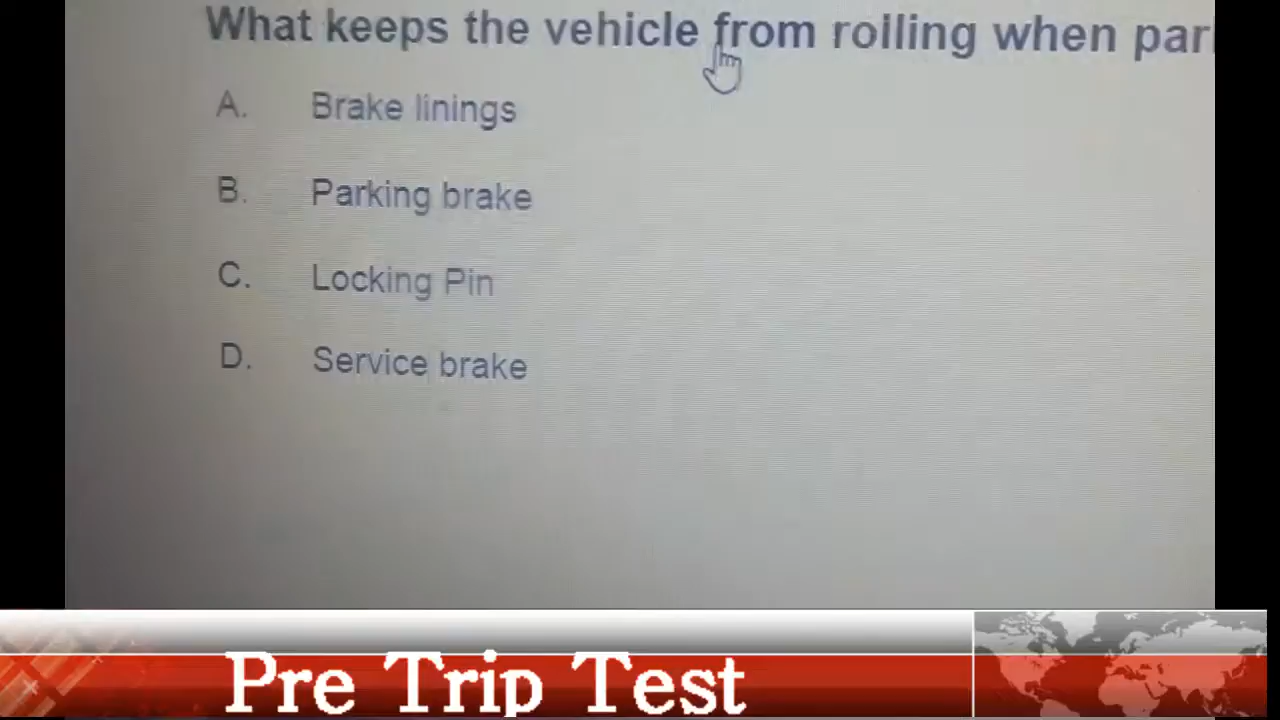 What keeps the vehicle from rolling when par
A. Brake linings
B. Parking brake
C. Locking Pin
D. Service brake
Pre Trip Test